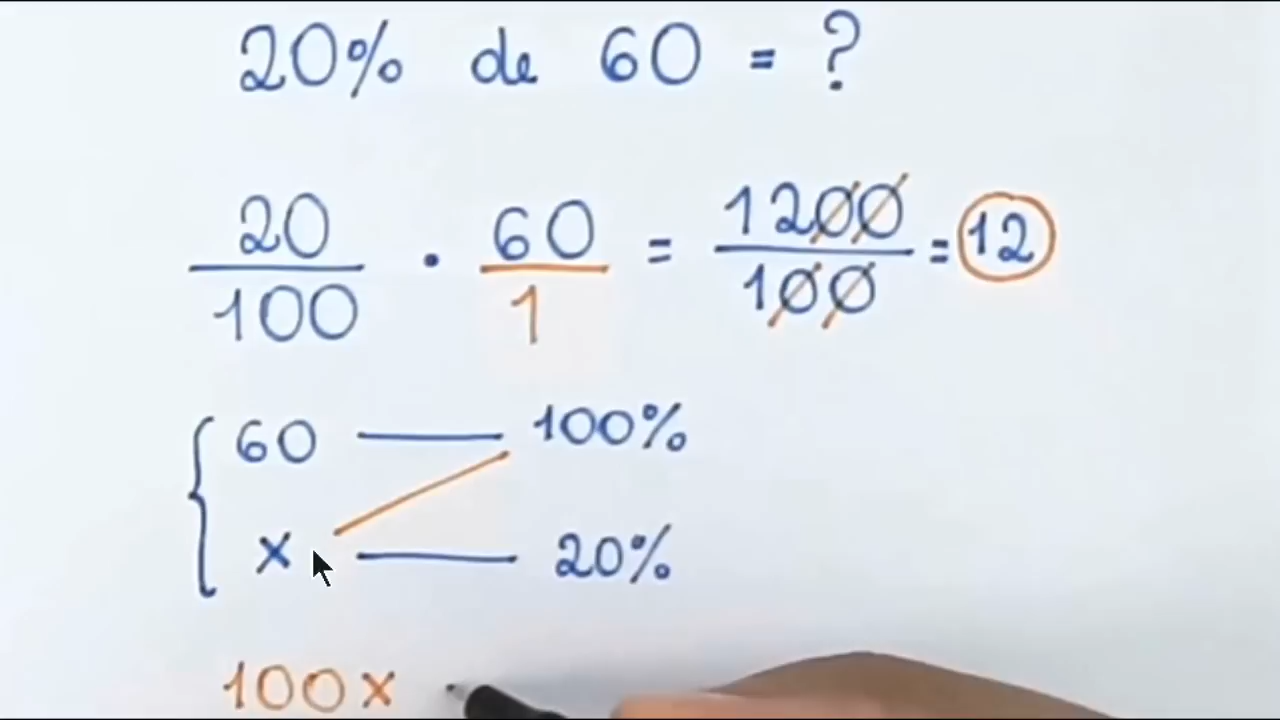 20% de 60 = ?
20/100 · 60/1 = 1200/100 = 12
60 — 100%
x — 20%
100x